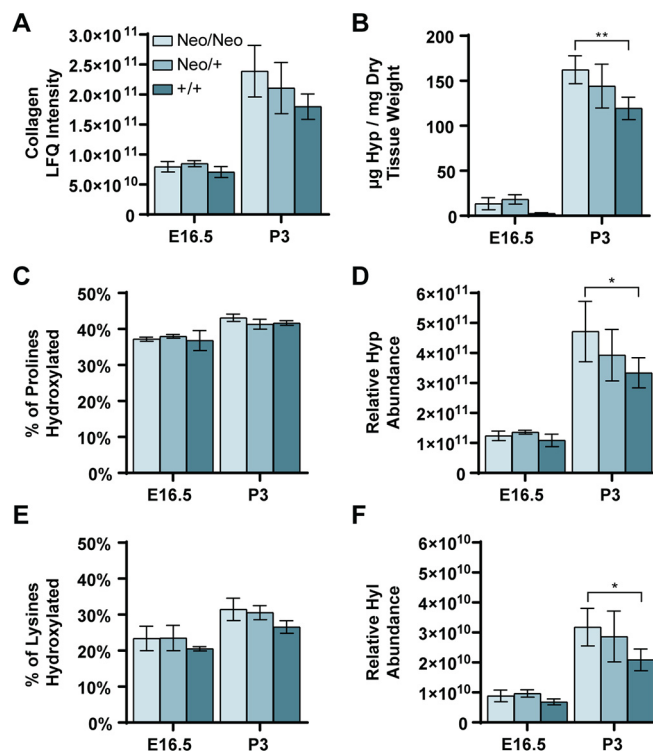 A
Collagen
LFQ Intensity
3.0×10¹¹
2.5×10¹¹
2.0×10¹¹
1.5×10¹¹
1.0×10¹¹
5.0×10¹⁰
0
Neo/Neo
Neo/+
+/+
E16.5 P3
B
µg Hyp / mg Dry
Tissue Weight
200
150
100
50
0
**
E16.5 P3
C
% of Prolines
Hydroxylated
50%
40%
30%
20%
10%
0%
E16.5 P3
D
Relative Hyp
Abundance
6×10¹¹
5×10¹¹
4×10¹¹
3×10¹¹
2×10¹¹
1×10¹¹
0
*
E16.5 P3
E
% of Lysines
Hydroxylated
50%
40%
30%
20%
10%
0%
E16.5 P3
F
Relative Hyl
Abundance
6×10¹⁰
5×10¹⁰
4×10¹⁰
3×10¹⁰
2×10¹⁰
1×10¹⁰
0
*
E16.5 P3